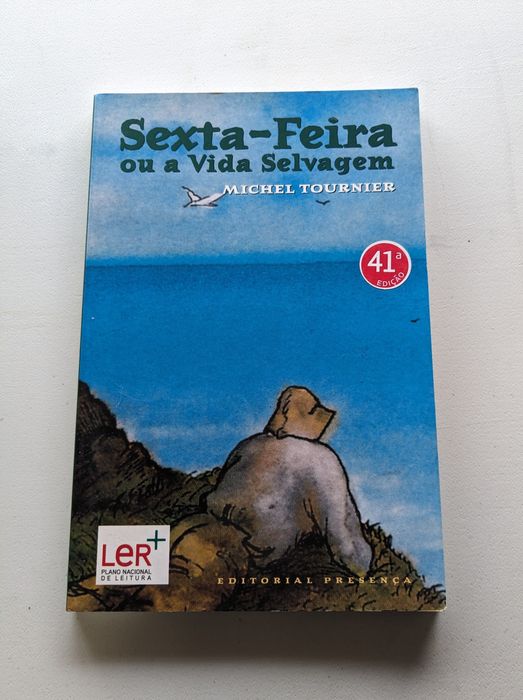 Sexta-Feira
ou a Vida Selvagem
MICHEL TOURNIER
41ª
EDIÇÃO
LeR+
PLANO NACIONAL
DE LEITURA
EDITORIAL PRESENÇA